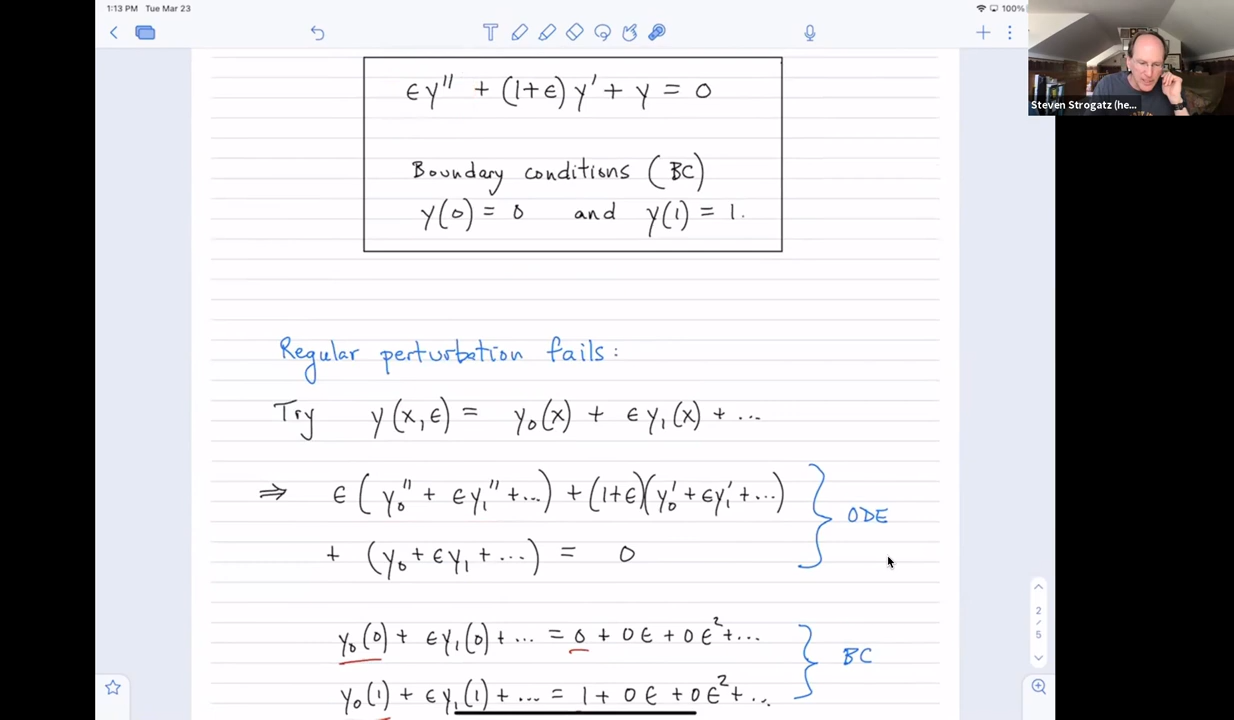 1:13 PM Tue Mar 23
100%
Steven Strogatz (he...
ϵy'' + (1+ϵ) y' + y = 0
Boundary conditions (BC)
y(0) = 0 and y(1) = 1.
Regular perturbation fails:
Try y(x,ϵ) = y₀(x) + ϵy₁(x) + ...
⇒ ϵ(y₀'' + ϵy₁'' + ...) + (1+ϵ)(y₀' + ϵy₁' + ...)
+ (y₀ + ϵy₁ + ...) = 0
ODE
y₀(0) + ϵy₁(0) + ... = 0 + 0ϵ + 0ϵ² + ...
y₀(1) + ϵy₁(1) + ... = 1 + 0ϵ + 0ϵ² + ...
BC
2
/
5